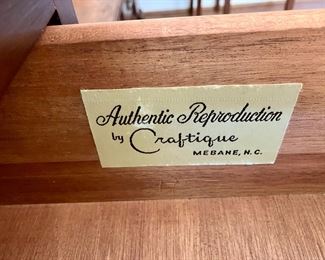 Authentic Reproduction
by Craftique
MEBANE, N.C.